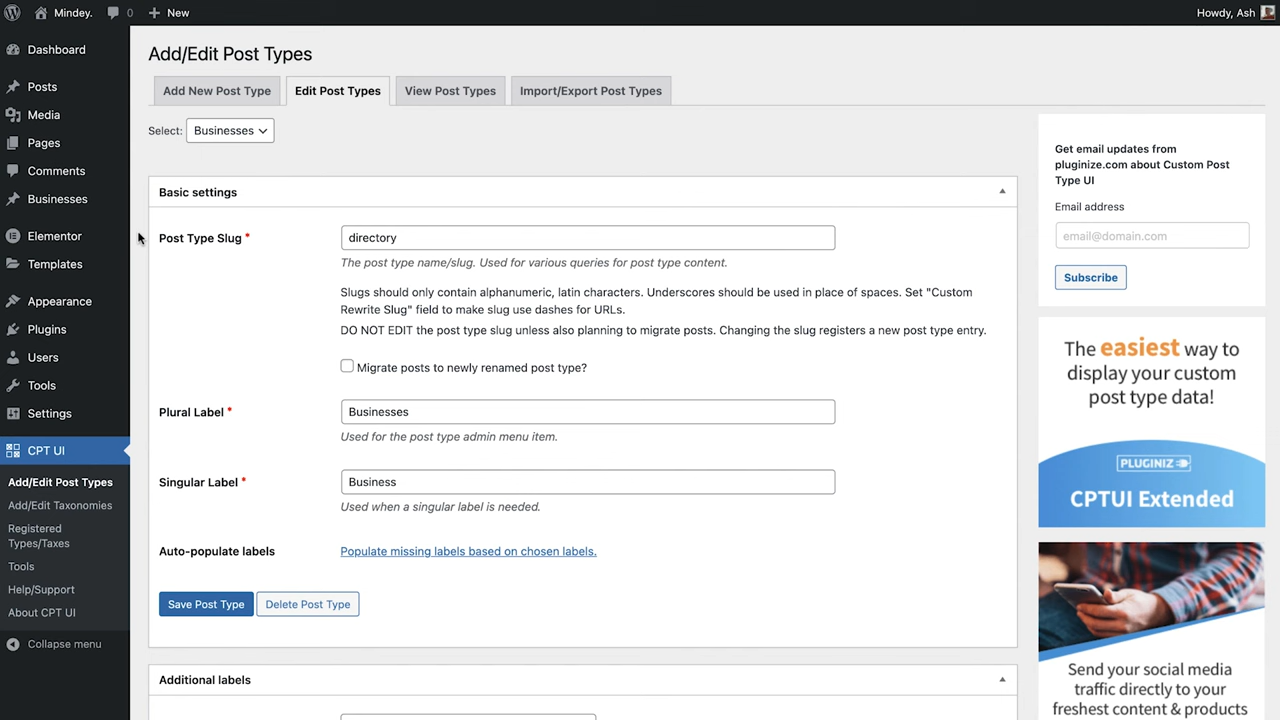 Mindey.
0
New
Howdy, Ash
Dashboard
Posts
Media
Pages
Comments
Businesses
Elementor
Templates
Appearance
Plugins
Users
Tools
Settings
CPT UI
Add/Edit Post Types
Add/Edit Taxonomies
Registered
Types/Taxes
Tools
Help/Support
About CPT UI
Collapse menu
Add/Edit Post Types
Add New Post Type
Edit Post Types
View Post Types
Import/Export Post Types
Select: Businesses
Basic settings
Post Type Slug *
directory
The post type name/slug. Used for various queries for post type content.
Slugs should only contain alphanumeric, latin characters. Underscores should be used in place of spaces. Set "Custom
Rewrite Slug" field to make slug use dashes for URLs.
DO NOT EDIT the post type slug unless also planning to migrate posts. Changing the slug registers a new post type entry.
Migrate posts to newly renamed post type?
Plural Label *
Businesses
Used for the post type admin menu item.
Singular Label *
Business
Used when a singular label is needed.
Auto-populate labels
Populate missing labels based on chosen labels.
Save Post Type
Delete Post Type
Additional labels
Get email updates from
pluginize.com about Custom Post
Type UI
Email address
email@domain.com
Subscribe
The easiest way to
display your custom
post type data!
PLUGINIZ
CPTUI Extended
Send your social media
traffic directly to your
freshest content & products